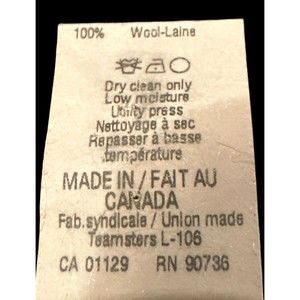 100% Wool-Laine
Dry clean only
Low moisture
Utility press
Nettoyage à sec
Repasser à basse
température
MADE IN / FAIT AU
CANADA
Fab.syndicale / Union made
Teamsters L-106
CA 01129 RN 90736